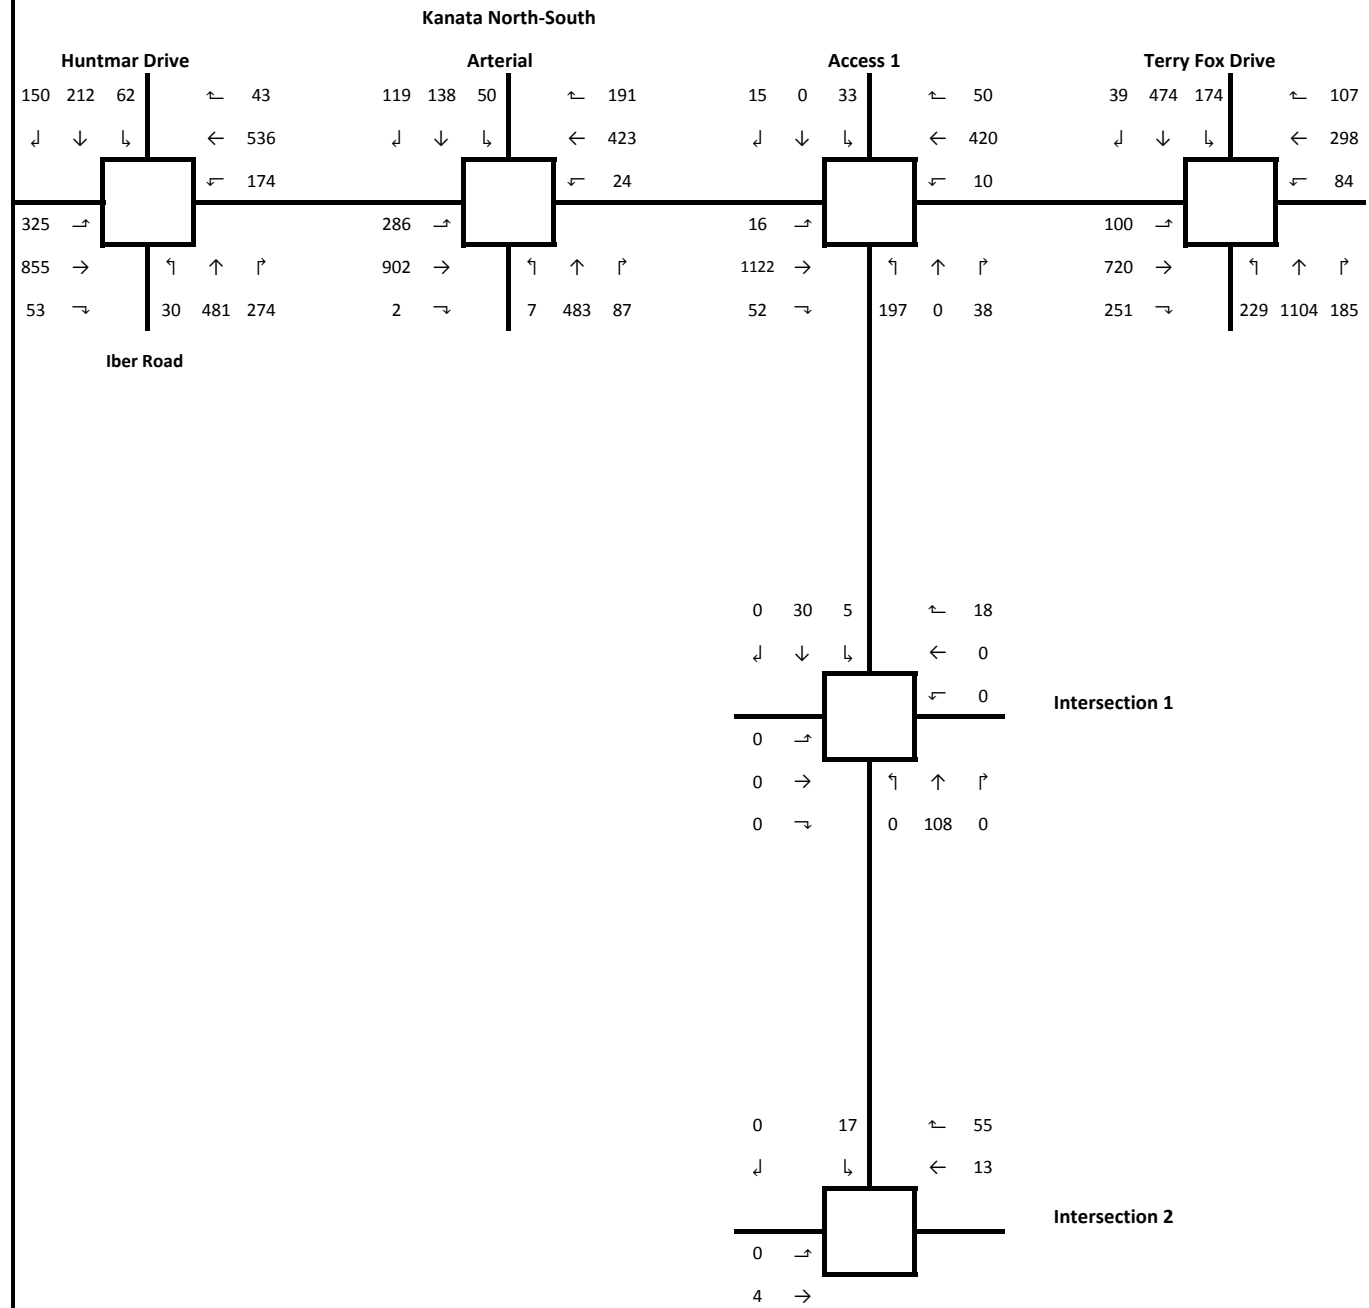 Kanata North-South
Huntmar Drive Arterial Access 1 Terry Fox Drive
150 212 62 43 119 138 50 191 15 0 33 50 39 474 174 107
536 423 420 298
174 24 10 84
325 286 16 100
855 902 1122 720
53 30 481 274 2 7 483 87 52 197 0 38 251 229 1104 185
Iber Road
0 30 5 18
0
0 Intersection 1
0
0
0 0 108 0
0 17 55
13
Intersection 2
0
4